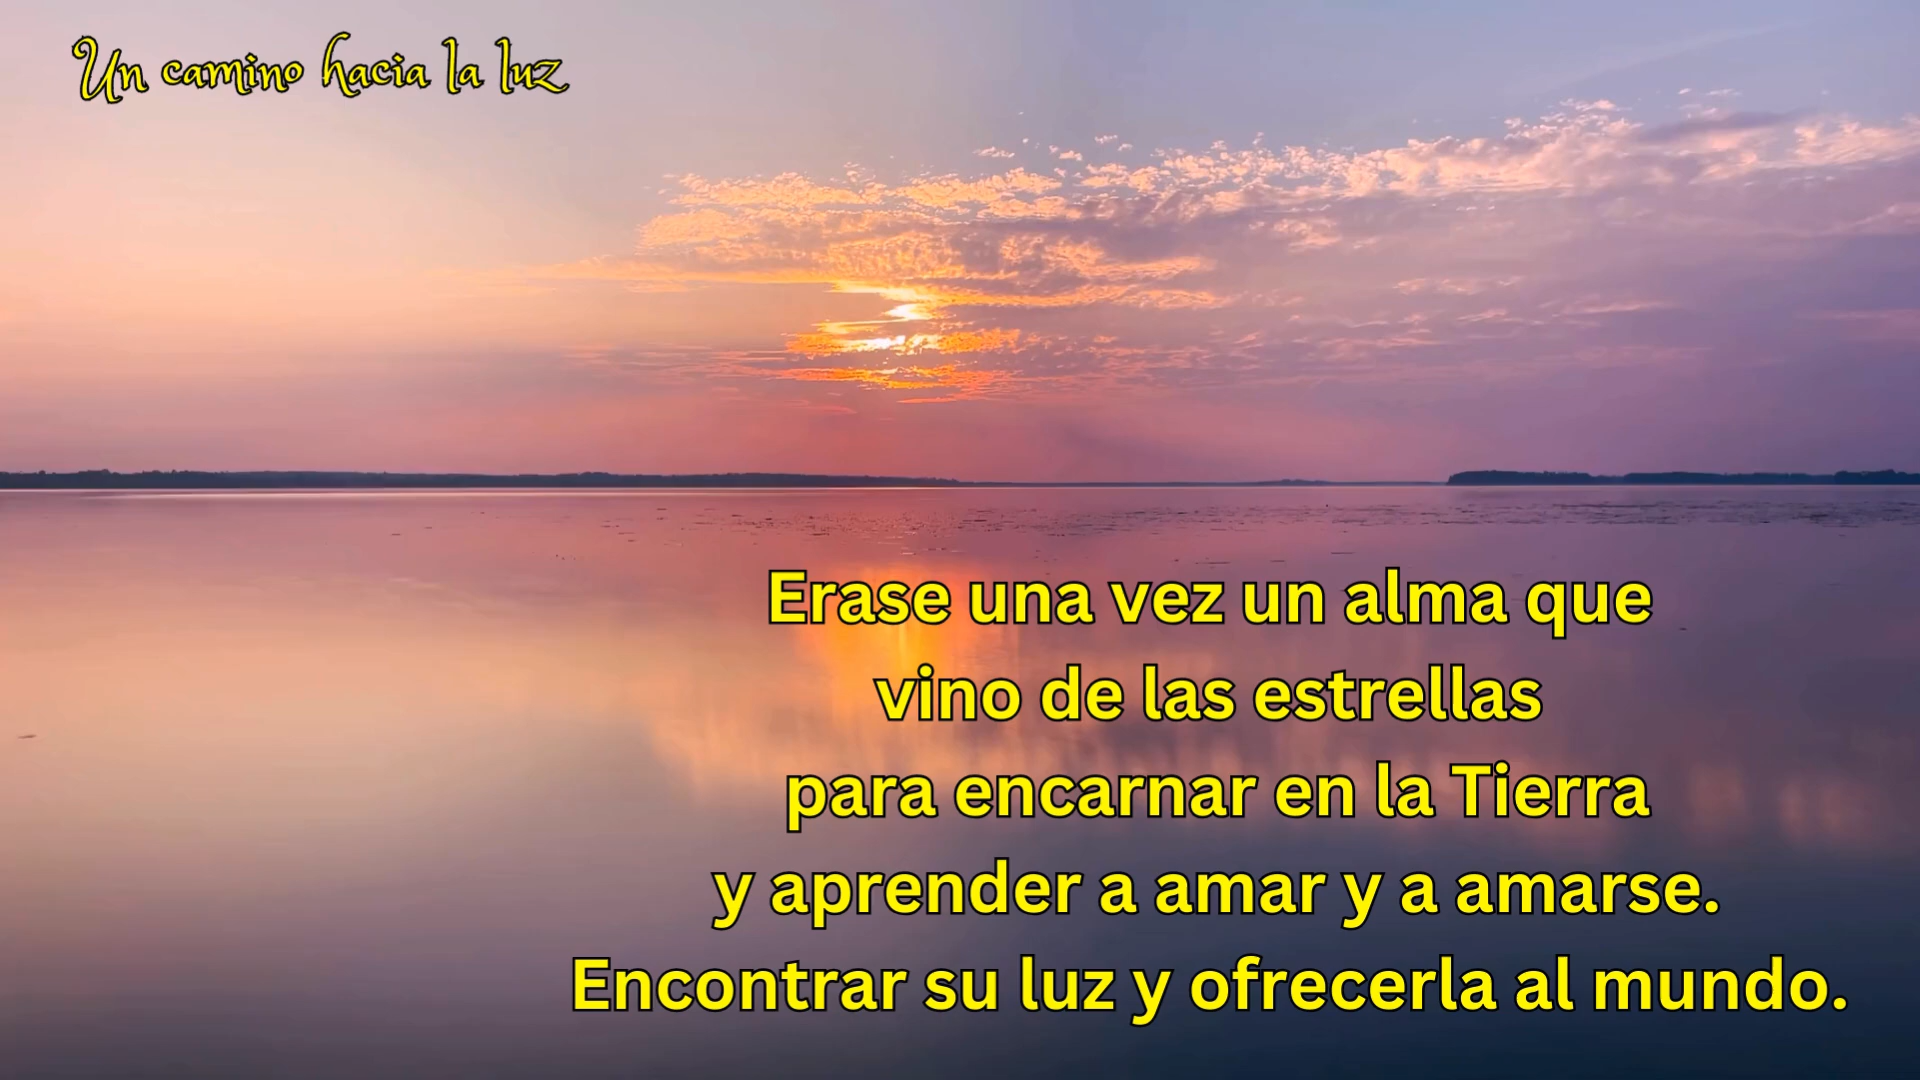 Un camino hacia la luz
Erase una vez un alma que
vino de las estrellas
para encarnar en la Tierra
y aprender a amar y a amarse.
Encontrar su luz y ofrecerla al mundo.